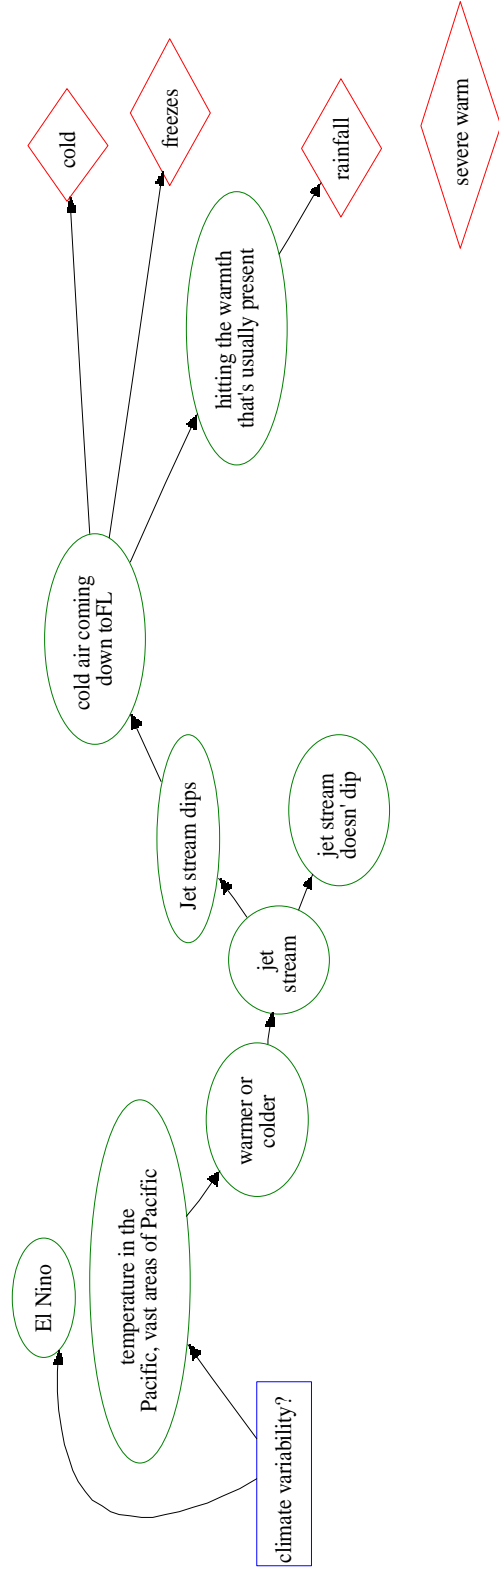 climate variability?
El Nino
temperature in the
Pacific, vast areas of Pacific
warmer or
colder
jet
stream
Jet stream dips
jet stream
doesn' dip
cold air coming
down toFL
hitting the warmth
that's usually present
cold
freezes
rainfall
severe warm